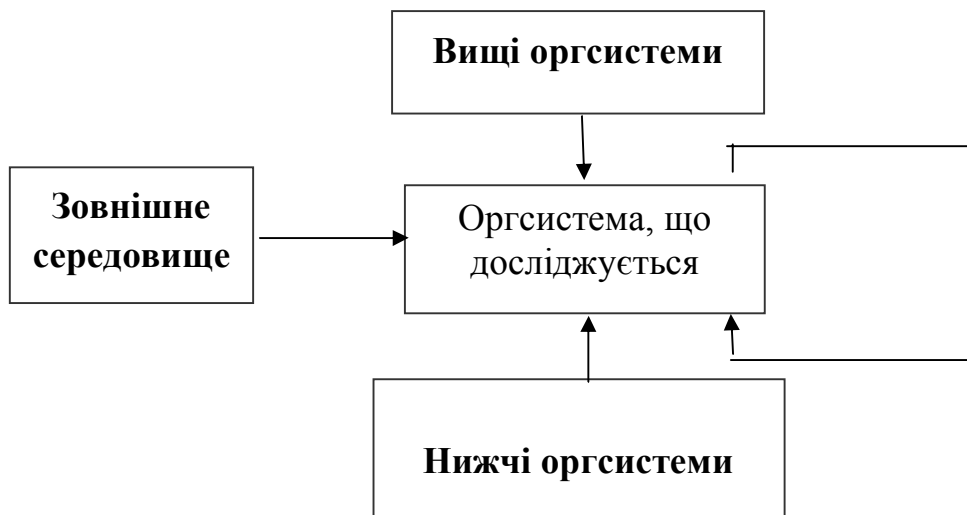 Вищі оргсистеми
Зовнішне
середовище
Оргсистема, що
досліджується
Нижчі оргсистеми